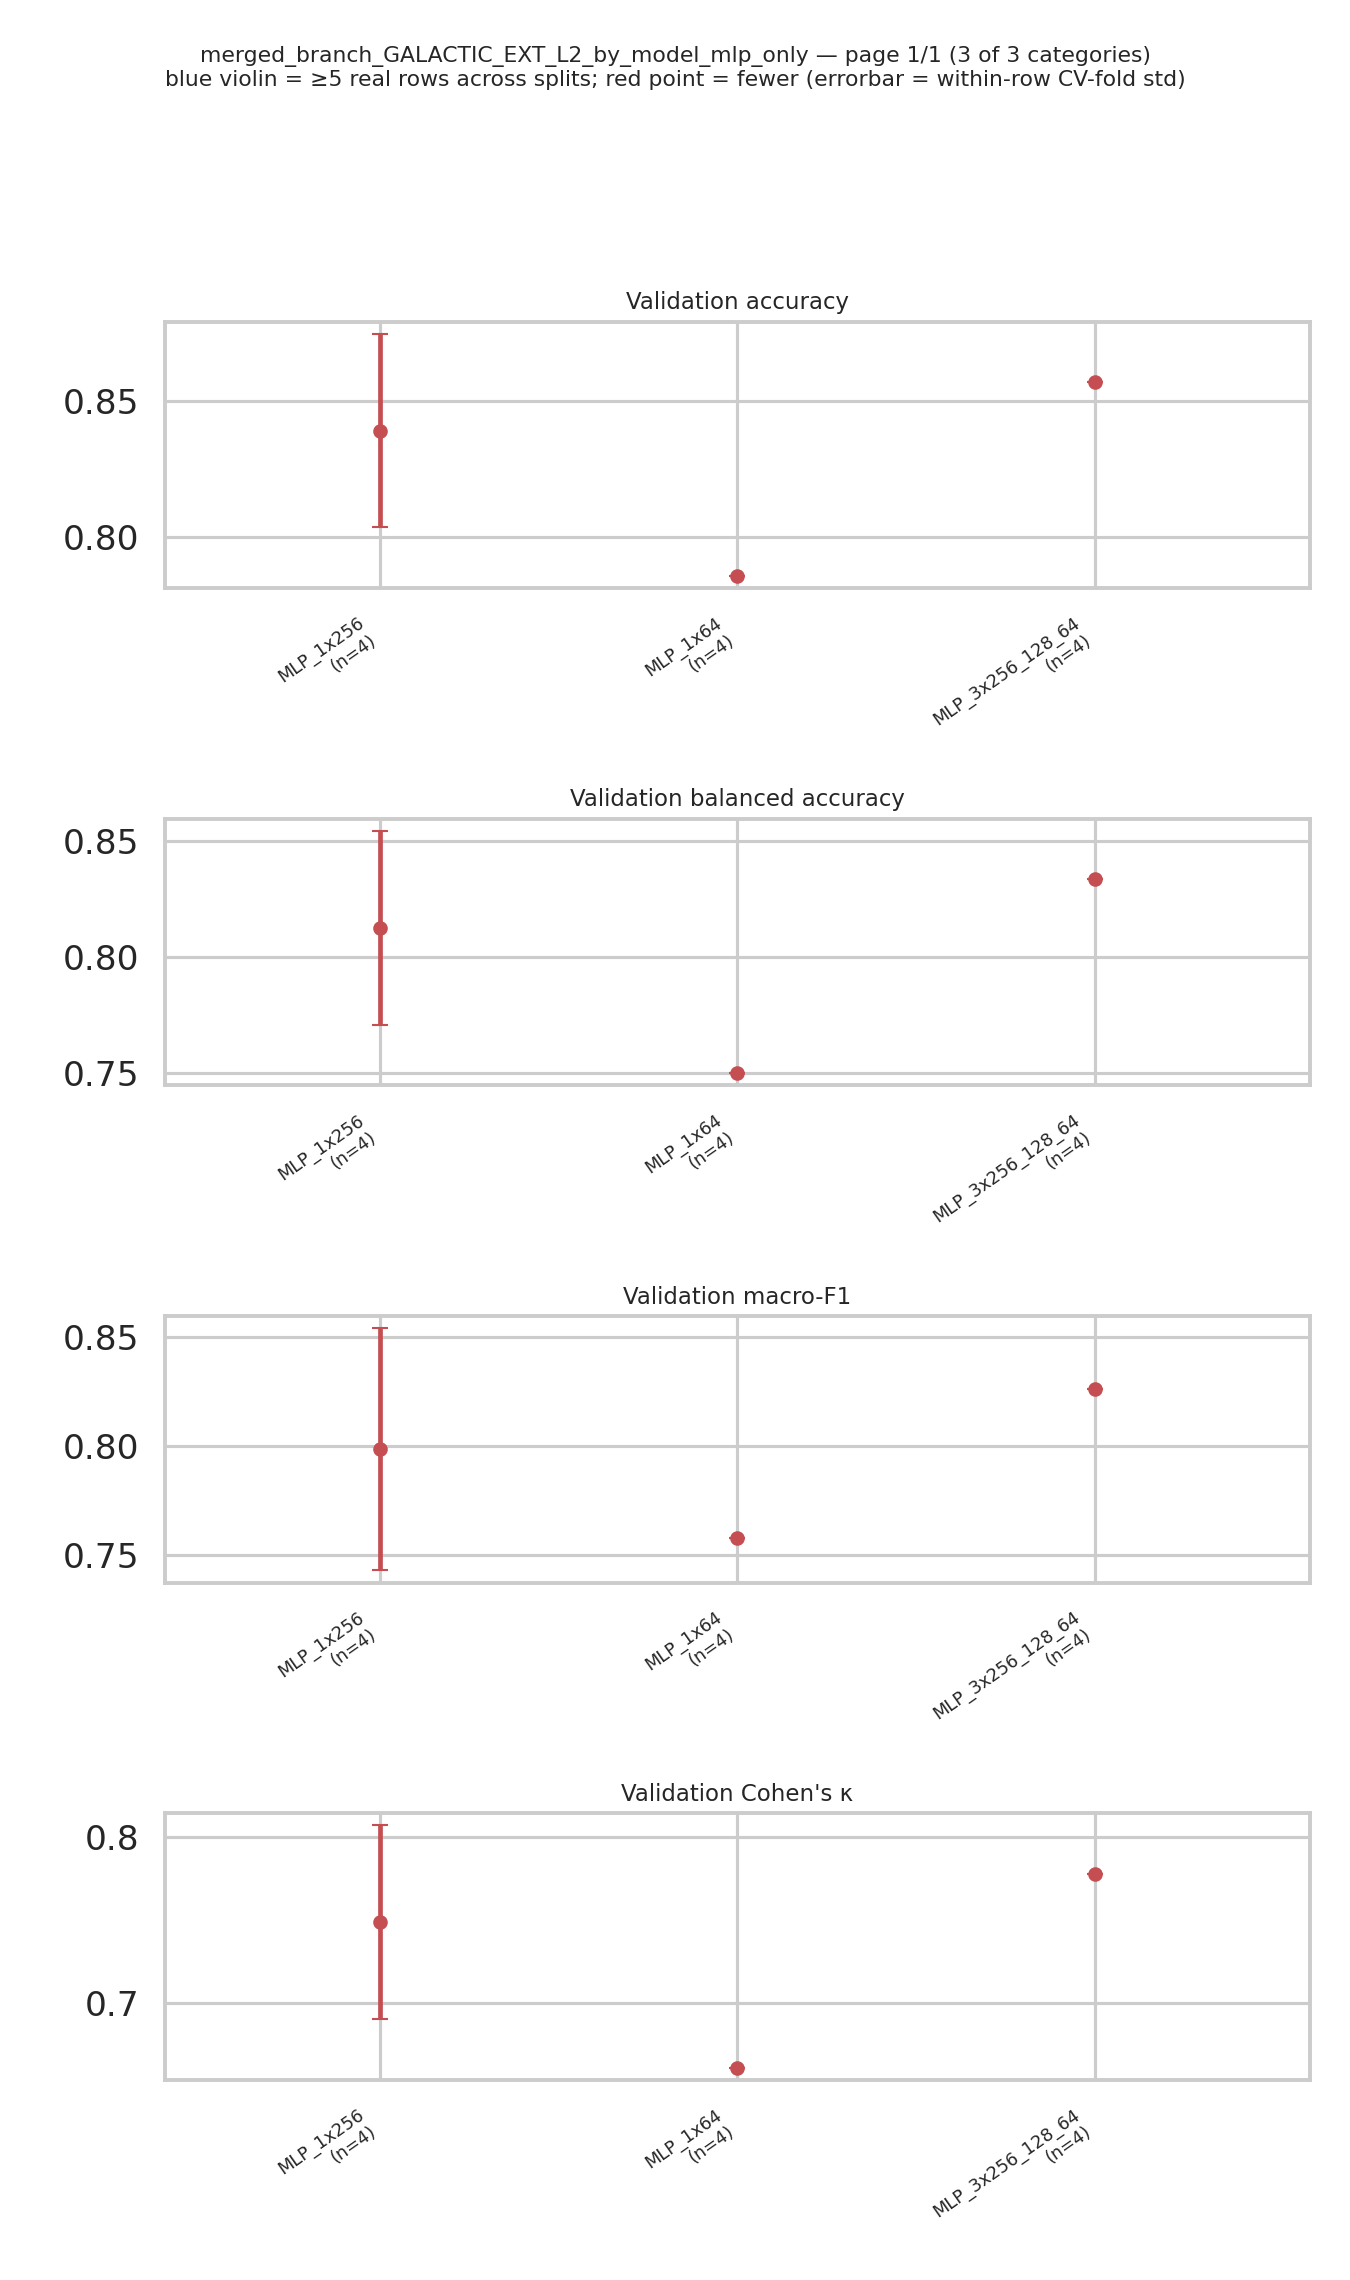 merged_branch_GALACTIC_EXT_L2_by_model_mlp_only — page 1/1 (3 of 3 categories)
blue violin = ≥5 real rows across splits; red point = fewer (errorbar = within-row CV-fold std)
Validation accuracy
0.85
0.80
MLP_1x256
(n=4)
MLP_1x64
(n=4)
MLP_3x256_128_64
(n=4)
Validation balanced accuracy
0.85
0.80
0.75
MLP_1x256
(n=4)
MLP_1x64
(n=4)
MLP_3x256_128_64
(n=4)
Validation macro-F1
0.85
0.80
0.75
MLP_1x256
(n=4)
MLP_1x64
(n=4)
MLP_3x256_128_64
(n=4)
Validation Cohen's κ
0.8
0.7
MLP_1x256
(n=4)
MLP_1x64
(n=4)
MLP_3x256_128_64
(n=4)